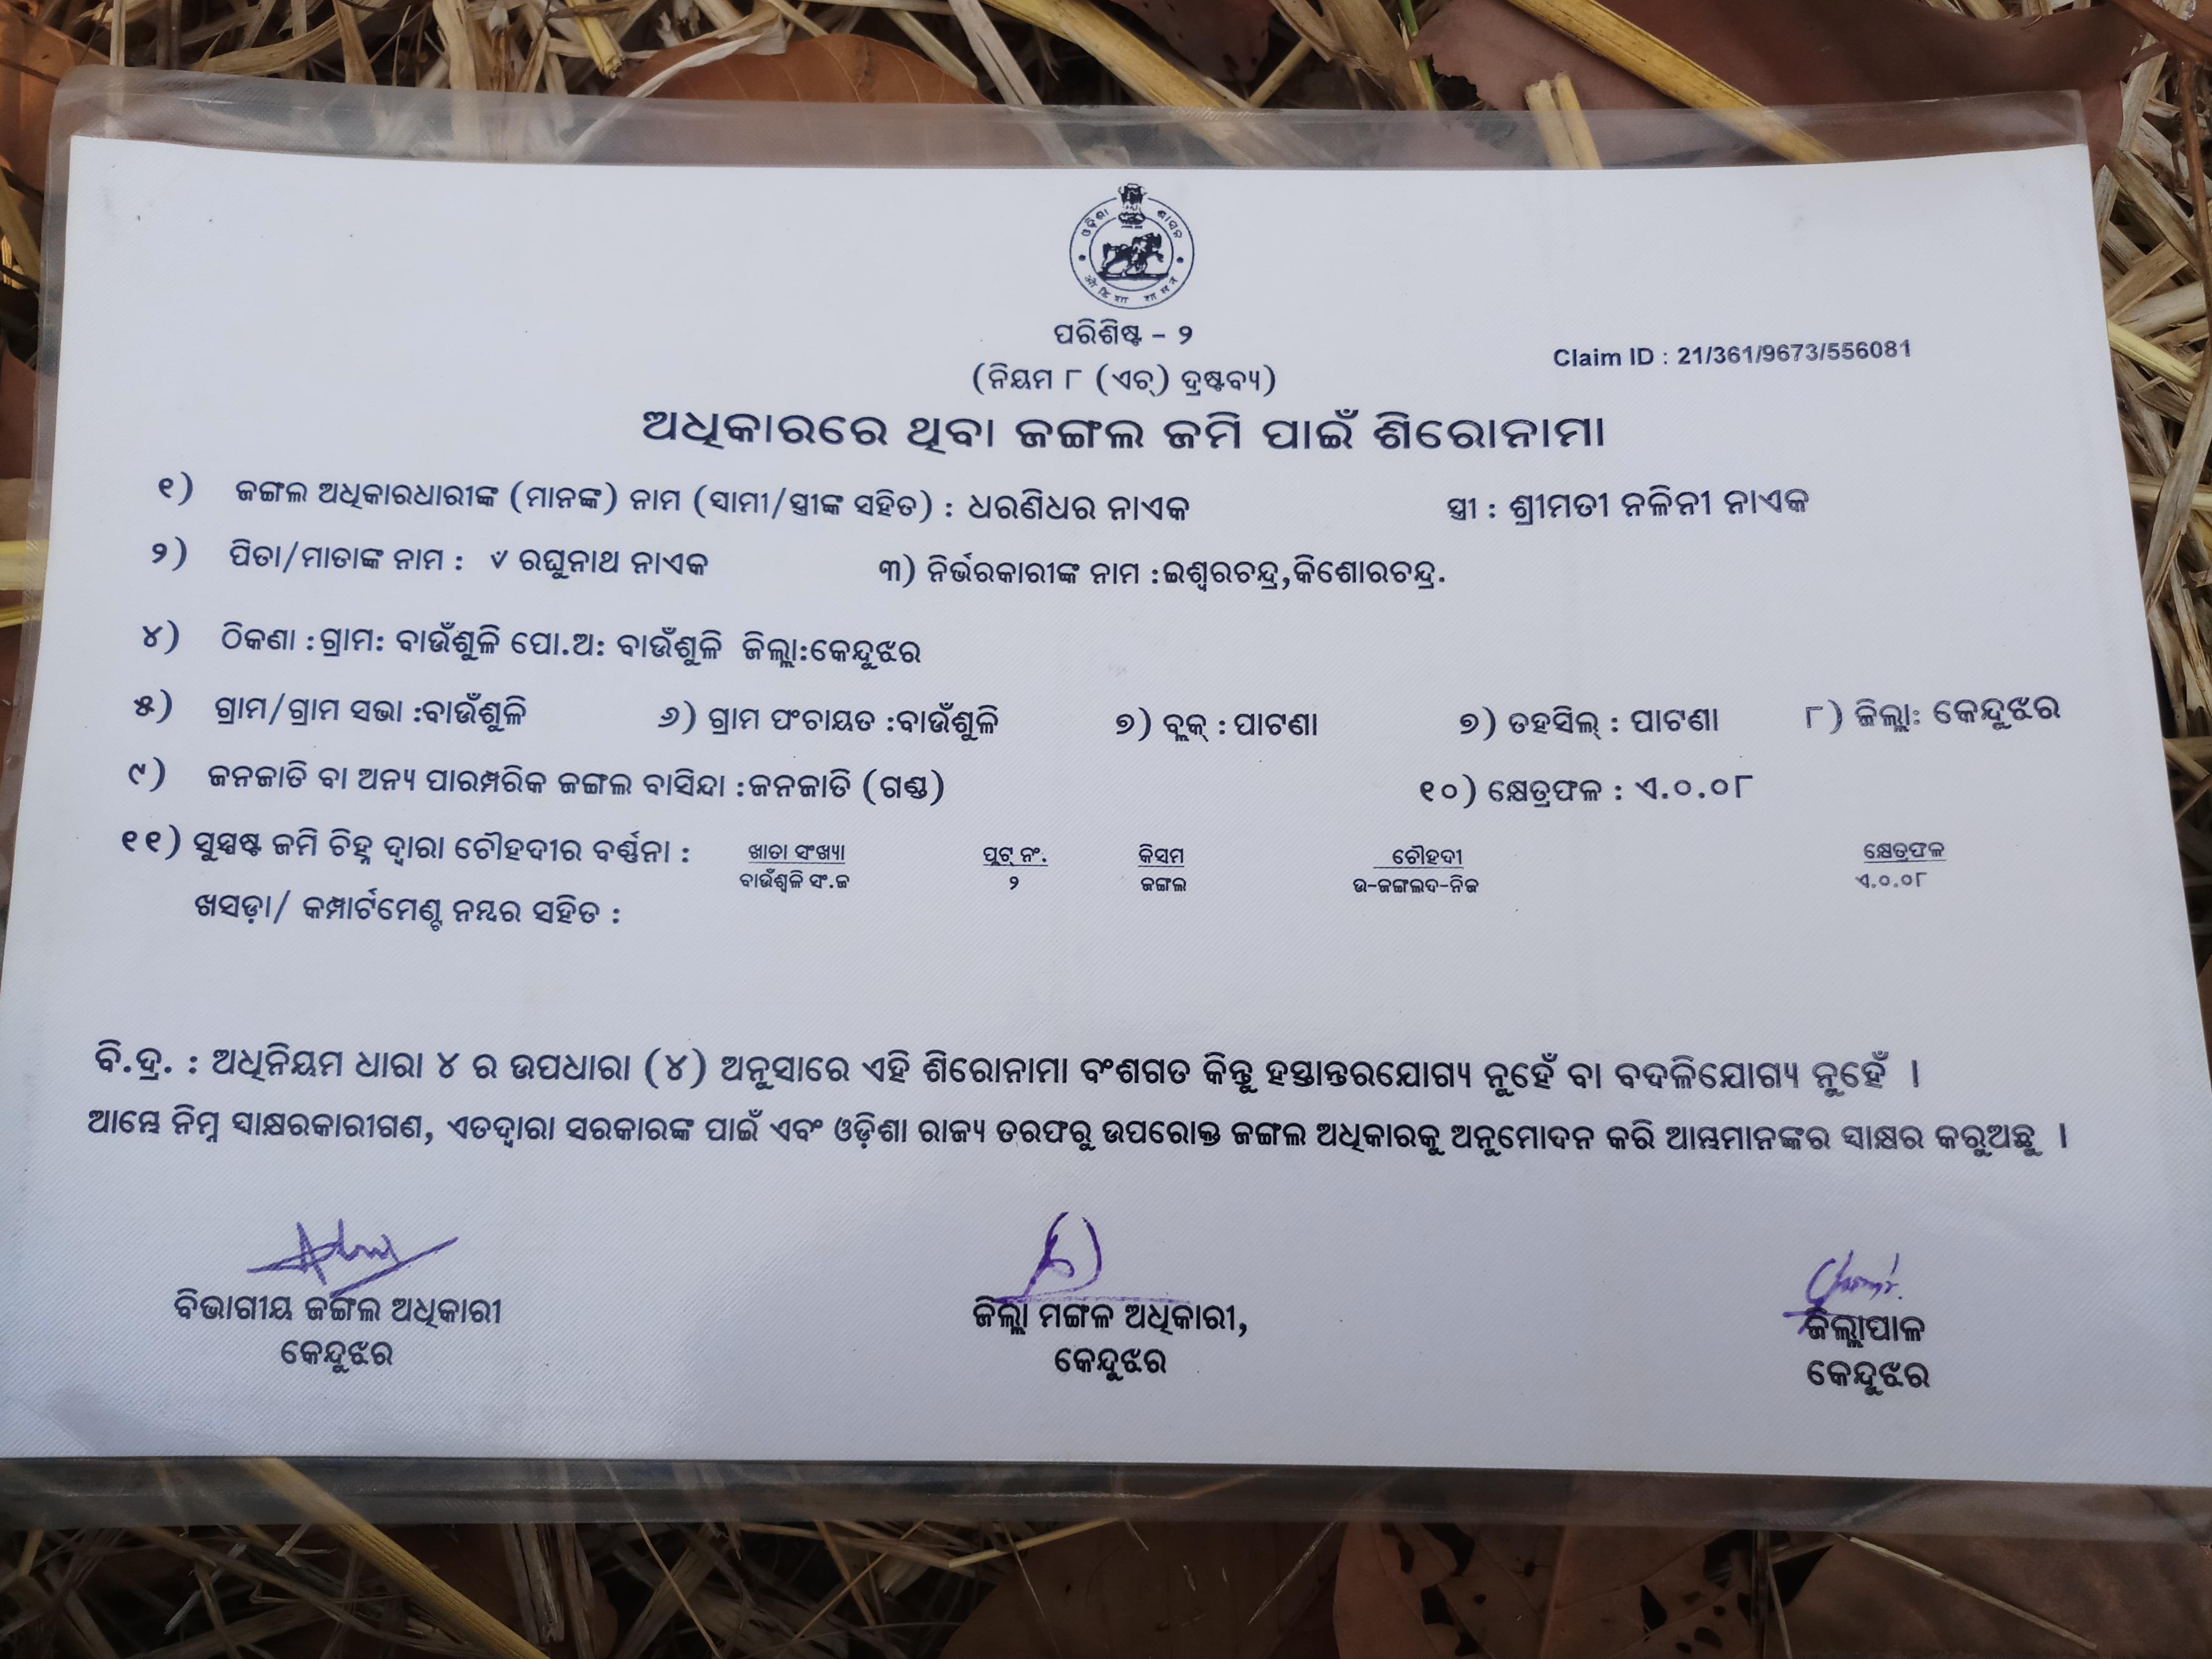 ଓଡ଼ିଶା ଶାସନ
ओडिशा शासन
ପରିଶିଷ୍ଟ - ୨
Claim ID : 21/361/9673/556081
(ନିୟମ ୮ (ଏଚ୍) ଦ୍ରଷ୍ଟବ୍ୟ)
ଅଧିକାରରେ ଥିବା ଜଙ୍ଗଲ ଜମି ପାଇଁ ଶିରୋନାମା
୧) ଜଙ୍ଗଲ ଅଧିକାରଧାରୀଙ୍କ (ମାନଙ୍କ) ନାମ (ସ୍ୱାମୀ/ସ୍ତ୍ରୀଙ୍କ ସହିତ) : ଧରଣିଧର ନାଏକ ସ୍ତ୍ରୀ : ଶ୍ରୀମତୀ ନଳିନୀ ନାଏକ
୨) ପିତା/ମାତାଙ୍କ ନାମ : ରଘୁନାଥ ନାଏକ ୩) ନିର୍ଭରକାରୀଙ୍କ ନାମ :ଇଶ୍ୱରଚନ୍ଦ୍ର,କିଶୋରଚନ୍ଦ୍ର.
୪) ଠିକଣା :ଗ୍ରାମ: ବାଉଁଶୁଳି ପୋ.ଅ: ବାଉଁଶୁଳି ଜିଲ୍ଲା:କେନ୍ଦୁଝର
୫) ଗ୍ରାମ/ଗ୍ରାମ ସଭା :ବାଉଁଶୁଳି ୬) ଗ୍ରାମ ପଂଚାୟତ :ବାଉଁଶୁଳି ୭) ବ୍ଲକ୍ : ପାଟଣା ୭) ତହସିଲ୍ : ପାଟଣା ୮) ଜିଲ୍ଲା: କେନ୍ଦୁଝର
୯) ଜନଜାତି ବା ଅନ୍ୟ ପାରମ୍ପରିକ ଜଙ୍ଗଲ ବାସିନ୍ଦା :ଜନଜାତି (ଗଣ୍ଡ) ୧୦) କ୍ଷେତ୍ରଫଳ : ଏ.୦.୦୮
୧୧) ସୁସ୍ପଷ୍ଟ ଜମି ଚିହ୍ନ ଦ୍ୱାରା ଚୌହଦୀର ବର୍ଣ୍ଣନା : ଖାତା ସଂଖ୍ୟା ପ୍ଲଟ୍ ନଂ. କିସମ ଚୌହଦୀ କ୍ଷେତ୍ରଫଳ
ବାଉଁଶୁଳି ସଂ.ଜ ୨ ଜଙ୍ଗଲ ଉ-ଜଙ୍ଗଲଦ-ନିଜ ଏ.୦.୦୮
ଖସଡ଼ା/ କମ୍ପାର୍ଟମେଣ୍ଟ ନମ୍ବର ସହିତ :
ବି.ଦ୍ର. : ଅଧିନିୟମ ଧାରା ୪ ର ଉପଧାରା (୪) ଅନୁସାରେ ଏହି ଶିରୋନାମା ବଂଶଗତ କିନ୍ତୁ ହସ୍ତାନ୍ତରଯୋଗ୍ୟ ନୁହେଁ ବା ବଦଳିଯୋଗ୍ୟ ନୁହେଁ ।
ଆମ୍ଭେ ନିମ୍ନ ସ୍ୱାକ୍ଷରକାରୀଗଣ, ଏତଦ୍ୱାରା ସରକାରଙ୍କ ପାଇଁ ଏବଂ ଓଡ଼ିଶା ରାଜ୍ୟ ତରଫରୁ ଉପରୋକ୍ତ ଜଙ୍ଗଲ ଅଧିକାରକୁ ଅନୁମୋଦନ କରି ଆମ୍ଭମାନଙ୍କର ସ୍ୱାକ୍ଷର କରୁଅଛୁ ।
ବିଭାଗୀୟ ଜଙ୍ଗଲ ଅଧିକାରୀ ଜିଲ୍ଲା ମଙ୍ଗଳ ଅଧିକାରୀ, ଜିଲ୍ଲାପାଳ
କେନ୍ଦୁଝର କେନ୍ଦୁଝର କେନ୍ଦୁଝର